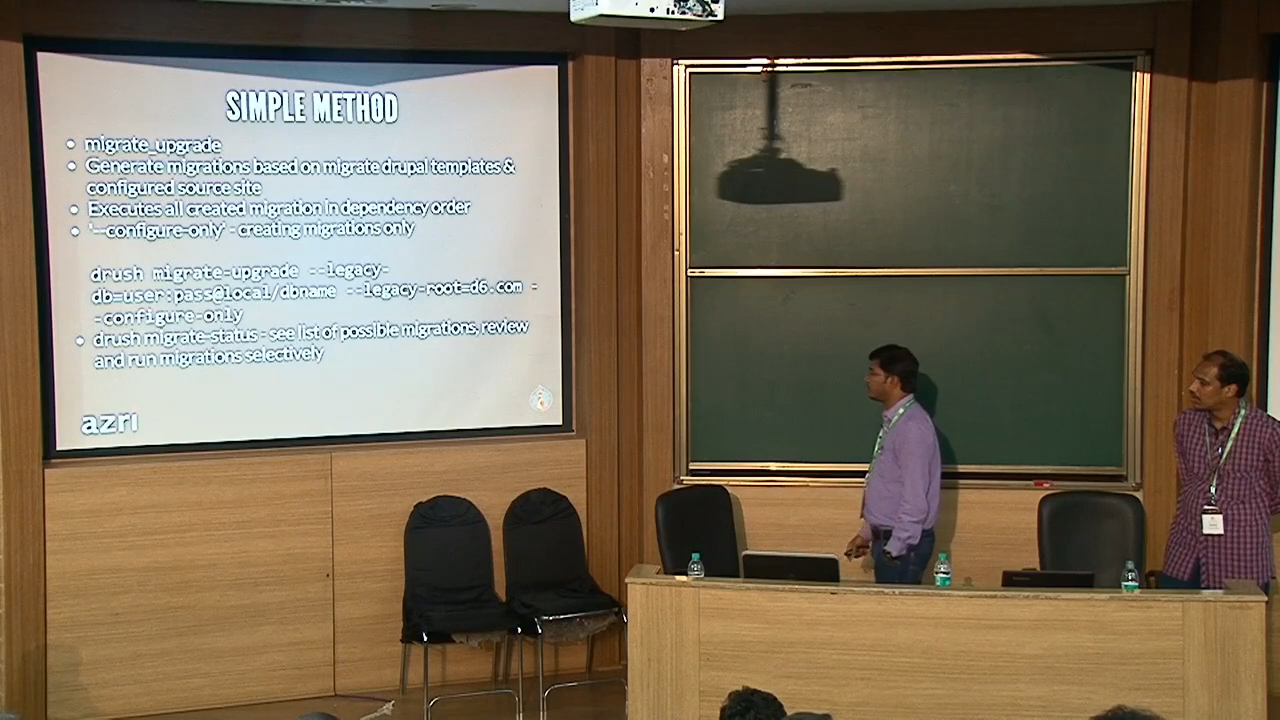 SIMPLE METHOD
migrate_upgrade
Generate migrations based on migrate drupal templates &
configured source site
Executes all created migration in dependency order
'--configure-only' - creating migrations only
drush migrate-upgrade --legacy-
db=user:pass@local/dbname --legacy-root=d6.com -
-configure-only
drush migrate-status - see list of possible migrations, review
and run migrations selectively
azri